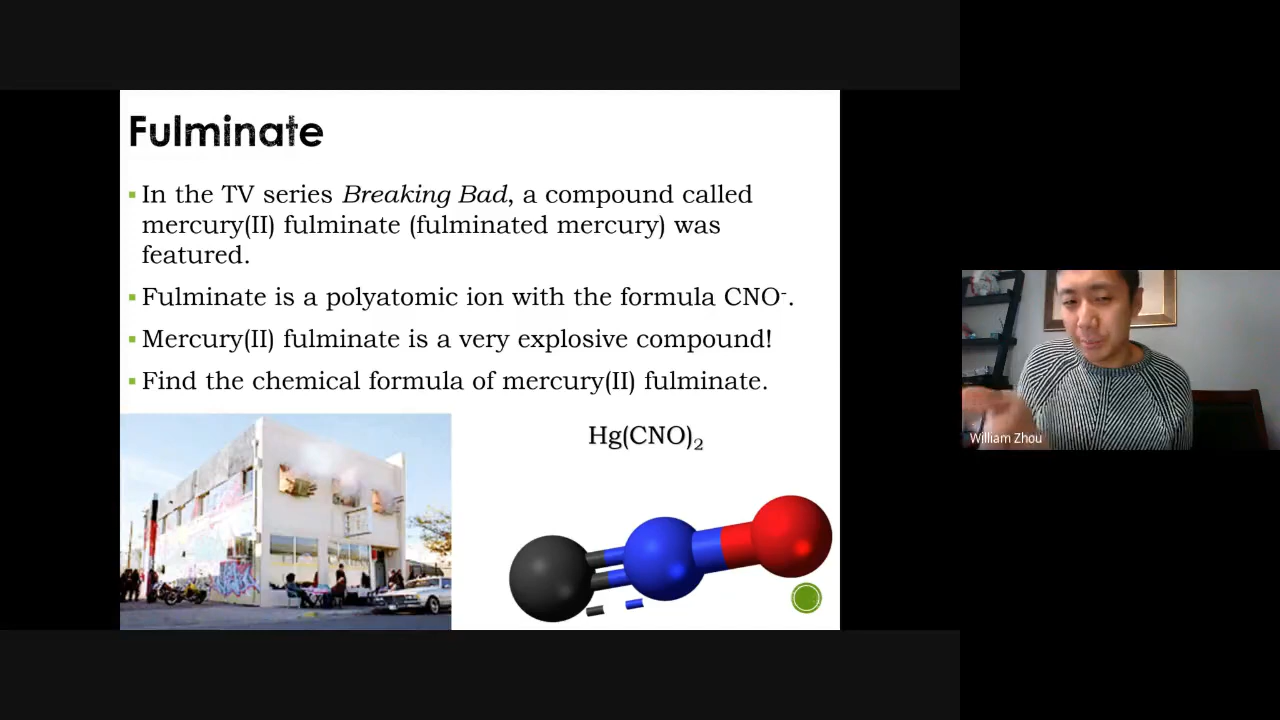 Fulminate
▪ In the TV series Breaking Bad, a compound called
mercury(II) fulminate (fulminated mercury) was
featured.
▪ Fulminate is a polyatomic ion with the formula CNO⁻.
▪ Mercury(II) fulminate is a very explosive compound!
▪ Find the chemical formula of mercury(II) fulminate.
Hg(CNO)₂
William Zhou